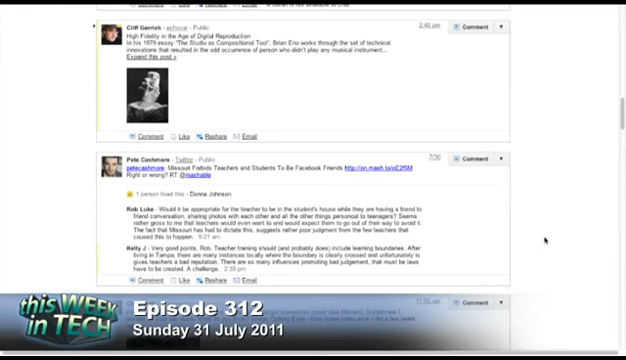 Cliff Gerrish - echovar - Public
2:48 pm
Comment
High Fidelity in the Age of Digital Reproduction
In his 1979 essay "The Studio as Compositional Tool", Brian Eno works through the set of technical
innovations that resulted in the odd occurrence of person who didn't play any musical instrument...
Expand this post »
Comment Like Reshare Email
Pete Cashmore - Twitter - Public
7/30
Comment
petecashmore: Missouri Forbids Teachers and Students To Be Facebook Friends
Right or wrong? RT @mashable
1 person liked this - Donna Johnson
Rob Luke - Would it be appropriate for the teacher to be in the student's house while they are having a friend to
friend conversation, sharing photos with each other and all the other things personal to teenagers? Seems
rather gross to me that teachers would even want to and would expect them to go out of their way to avoid it.
The fact that Missouri has had to dictate this, suggests rather poor judgment from the few teachers that
caused this to happen. 6:21 am
Kelly J - Very good points, Rob. Teacher training should (and probably does) include learning boundaries. After
living in Tampa, there are many instances locally where the boundary is clearly crossed and unfortunately is
gives teachers a bad reputation. There are so many influences promoting bad judgement, that must be laws
have to be created. A challenge. 2:39 pm
Comment Like Reshare Email
Comment
this WEEK
in TECH
Episode 312
Sunday 31 July 2011